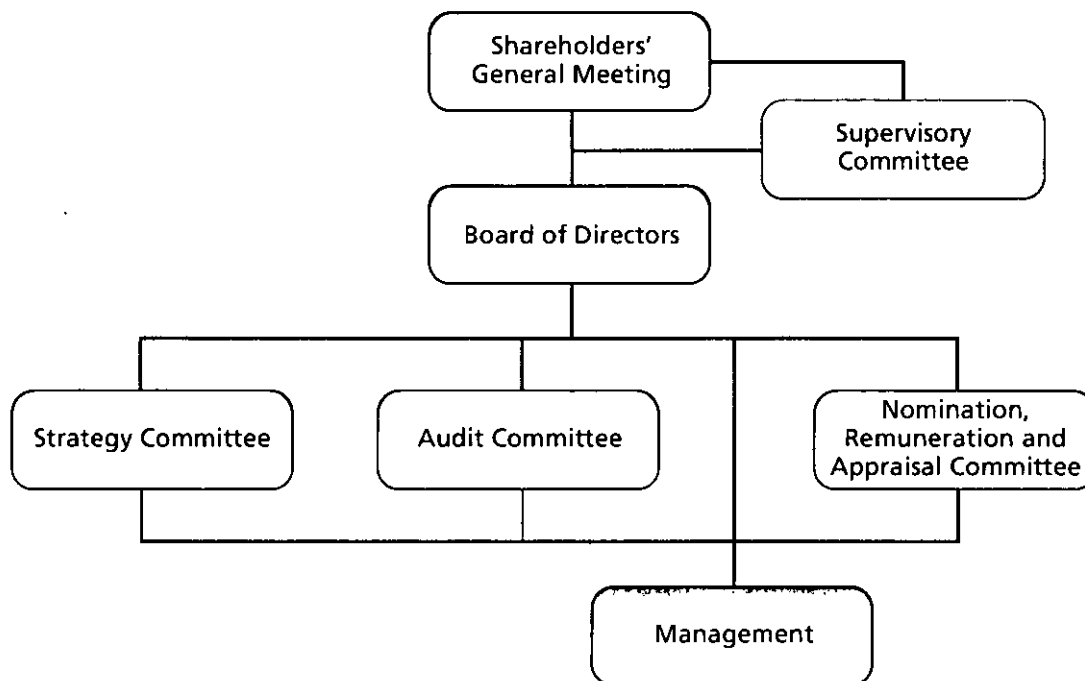 Shareholders'
General Meeting
Supervisory
Committee
Board of Directors
Strategy Committee
Audit Committee
Nomination,
Remuneration and
Appraisal Committee
Management